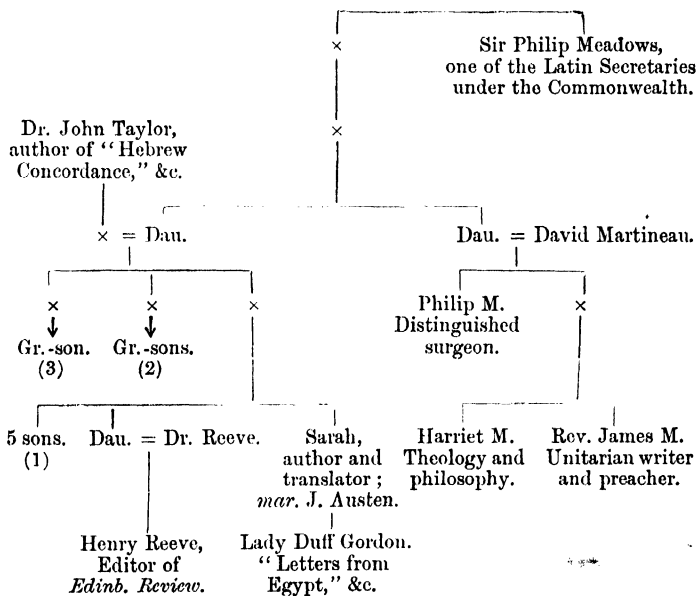 ×
Sir Philip Meadows,
one of the Latin Secretaries
under the Commonwealth.
×
Dr. John Taylor,
author of "Hebrew
Concordance," &c.
× = Dau.
Dau. = David Martineau.
×
×
×
Philip M.
Distinguished
surgeon.
×
Gr.-son.
(3)
Gr.-sons.
(2)
5 sons.
(1)
Dau. = Dr. Reeve.
Sarah,
author and
translator;
mar. J. Austen.
Harriet M.
Theology and
philosophy.
Rev. James M.
Unitarian writer
and preacher.
Henry Reeve,
Editor of
Edinb. Review.
Lady Duff Gordon.
"Letters from
Egypt," &c.